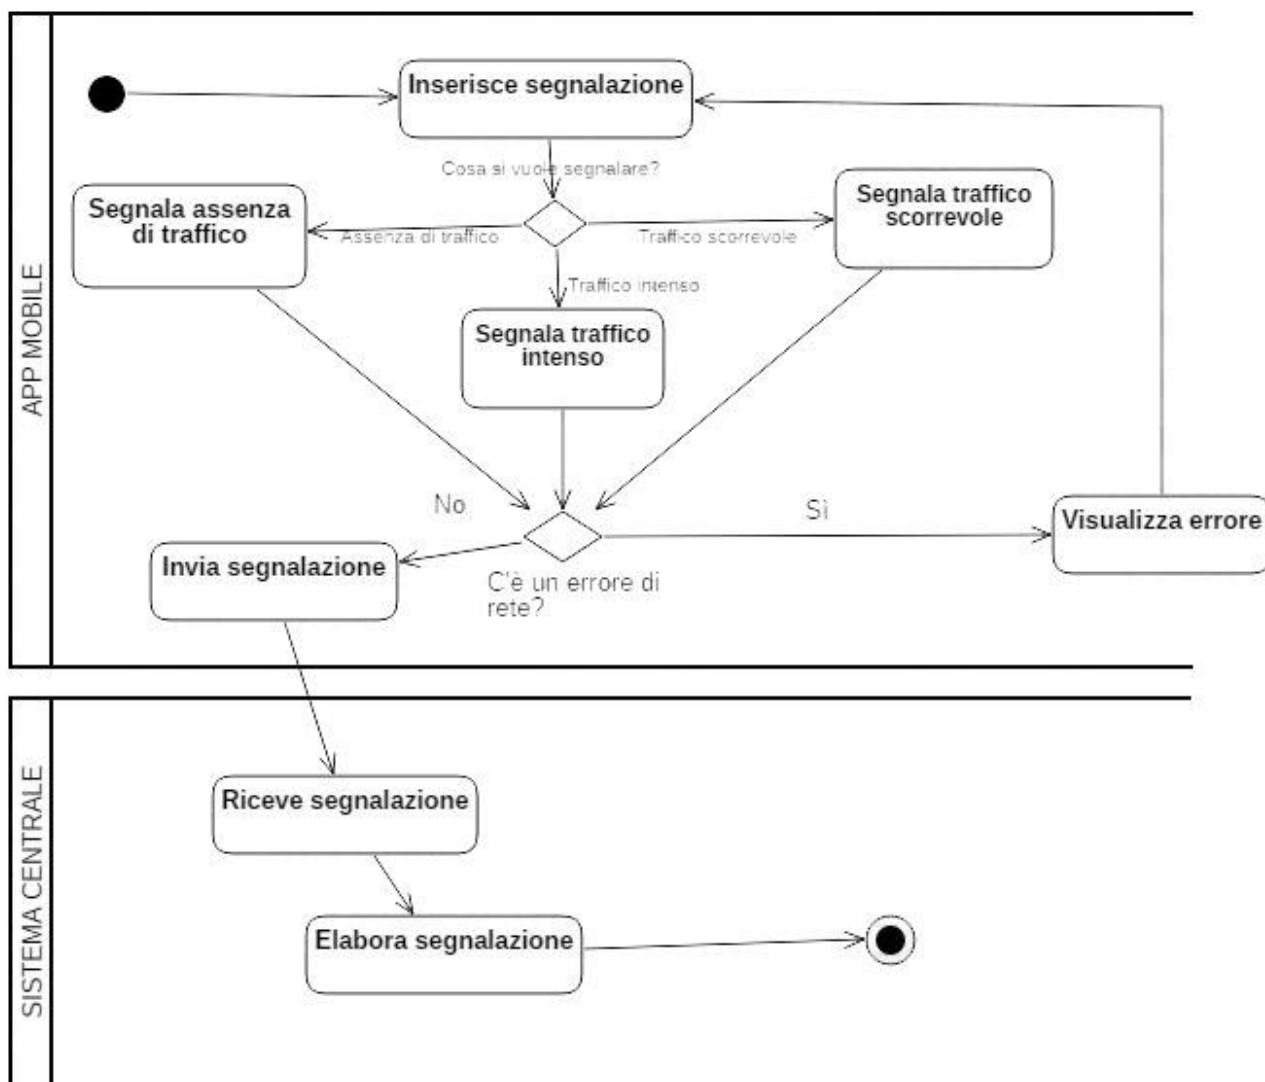 APP MOBILE
Inserisce segnalazione
Cosa si vuole segnalare?
Segnala assenza
di traffico
Assenza di traffico
Traffico scorrevole
Segnala traffico
scorrevole
Traffico intenso
Segnala traffico
intenso
No
Sì
C'è un errore di
rete?
Visualizza errore
Invia segnalazione
SISTEMA CENTRALE
Riceve segnalazione
Elabora segnalazione